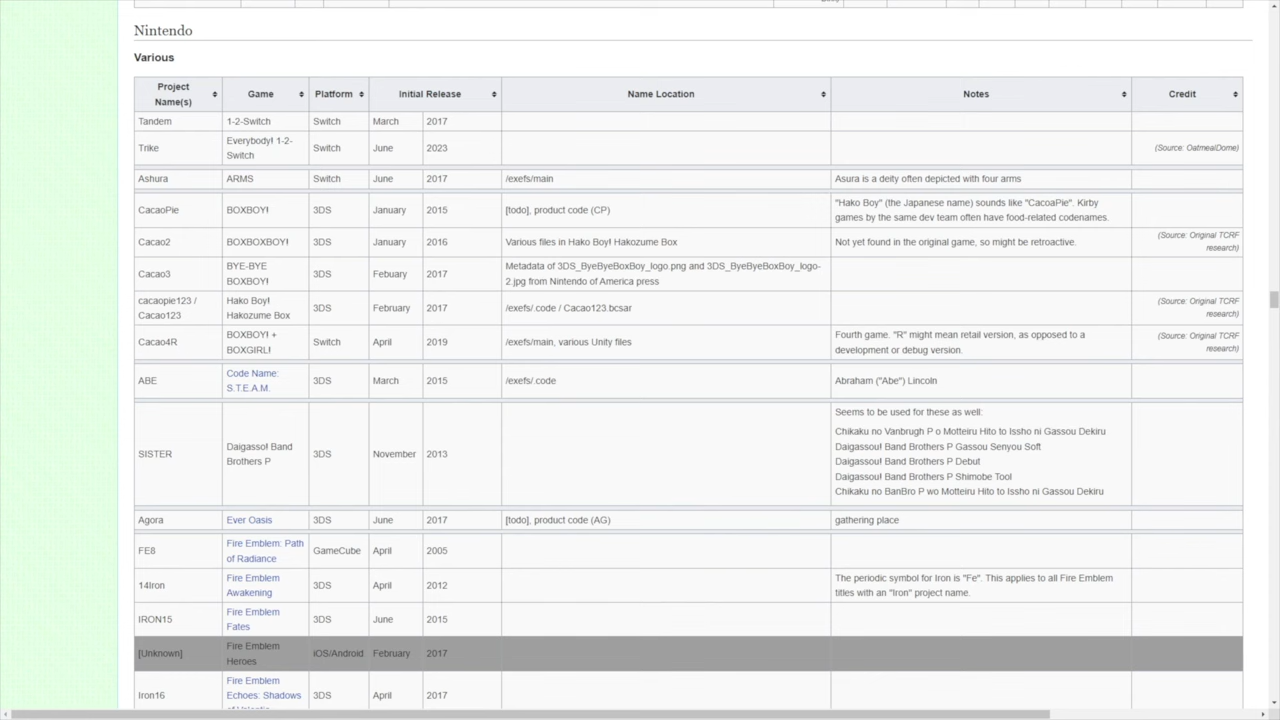 Nintendo
Various
Project Name(s) Game Platform Initial Release Name Location Notes Credit
Tandem 1-2-Switch Switch March 2017
Trike Everybody! 1-2-Switch Switch June 2023 (Source: OatmealDome)
Ashura ARMS Switch June 2017 /exefs/main Asura is a deity often depicted with four arms
CacaoPie BOXBOY! 3DS January 2015 [todo], product code (CP) "Hako Boy" (the Japanese name) sounds like "CacoaPie". Kirby
games by the same dev team often have food-related codenames.
Cacao2 BOXBOXBOY! 3DS January 2016 Various files in Hako Boy! Hakozume Box Not yet found in the original game, so might be retroactive. (Source: Original TCRF
research)
Cacao3 BYE-BYE BOXBOY! 3DS Febuary 2017 Metadata of 3DS_ByeByeBoxBoy_logo.png and 3DS_ByeByeBoxBoy_logo-
2.jpg from Nintendo of America press
cacaopie123 / Cacao123 Hako Boy! Hakozume Box 3DS February 2017 /exefs/.code / Cacao123.bcsar (Source: Original TCRF
research)
Cacao4R BOXBOY! + BOXGIRL! Switch April 2019 /exefs/main, various Unity files Fourth game. "R" might mean retail version, as opposed to a
development or debug version. (Source: Original TCRF
research)
ABE Code Name: S.T.E.A.M. 3DS March 2015 /exefs/.code Abraham ("Abe") Lincoln
SISTER Daigasso! Band Brothers P 3DS November 2013 Seems to be used for these as well:
Chikaku no Vanbrugh P o Motteiru Hito to Issho ni Gassou Dekiru
Daigassou! Band Brothers P Gassou Senyou Soft
Daigassou! Band Brothers P Debut
Daigassou! Band Brothers P Shimobe Tool
Chikaku no BanBro P wo Motteiru Hito to Issho ni Gassou Dekiru
Agora Ever Oasis 3DS June 2017 [todo], product code (AG) gathering place
FE8 Fire Emblem: Path of Radiance GameCube April 2005
14Iron Fire Emblem Awakening 3DS April 2012 The periodic symbol for Iron is "Fe". This applies to all Fire Emblem
titles with an "Iron" project name.
IRON15 Fire Emblem Fates 3DS June 2015
[Unknown] Fire Emblem Heroes iOS/Android February 2017
Iron16 Fire Emblem Echoes: Shadows 3DS April 2017